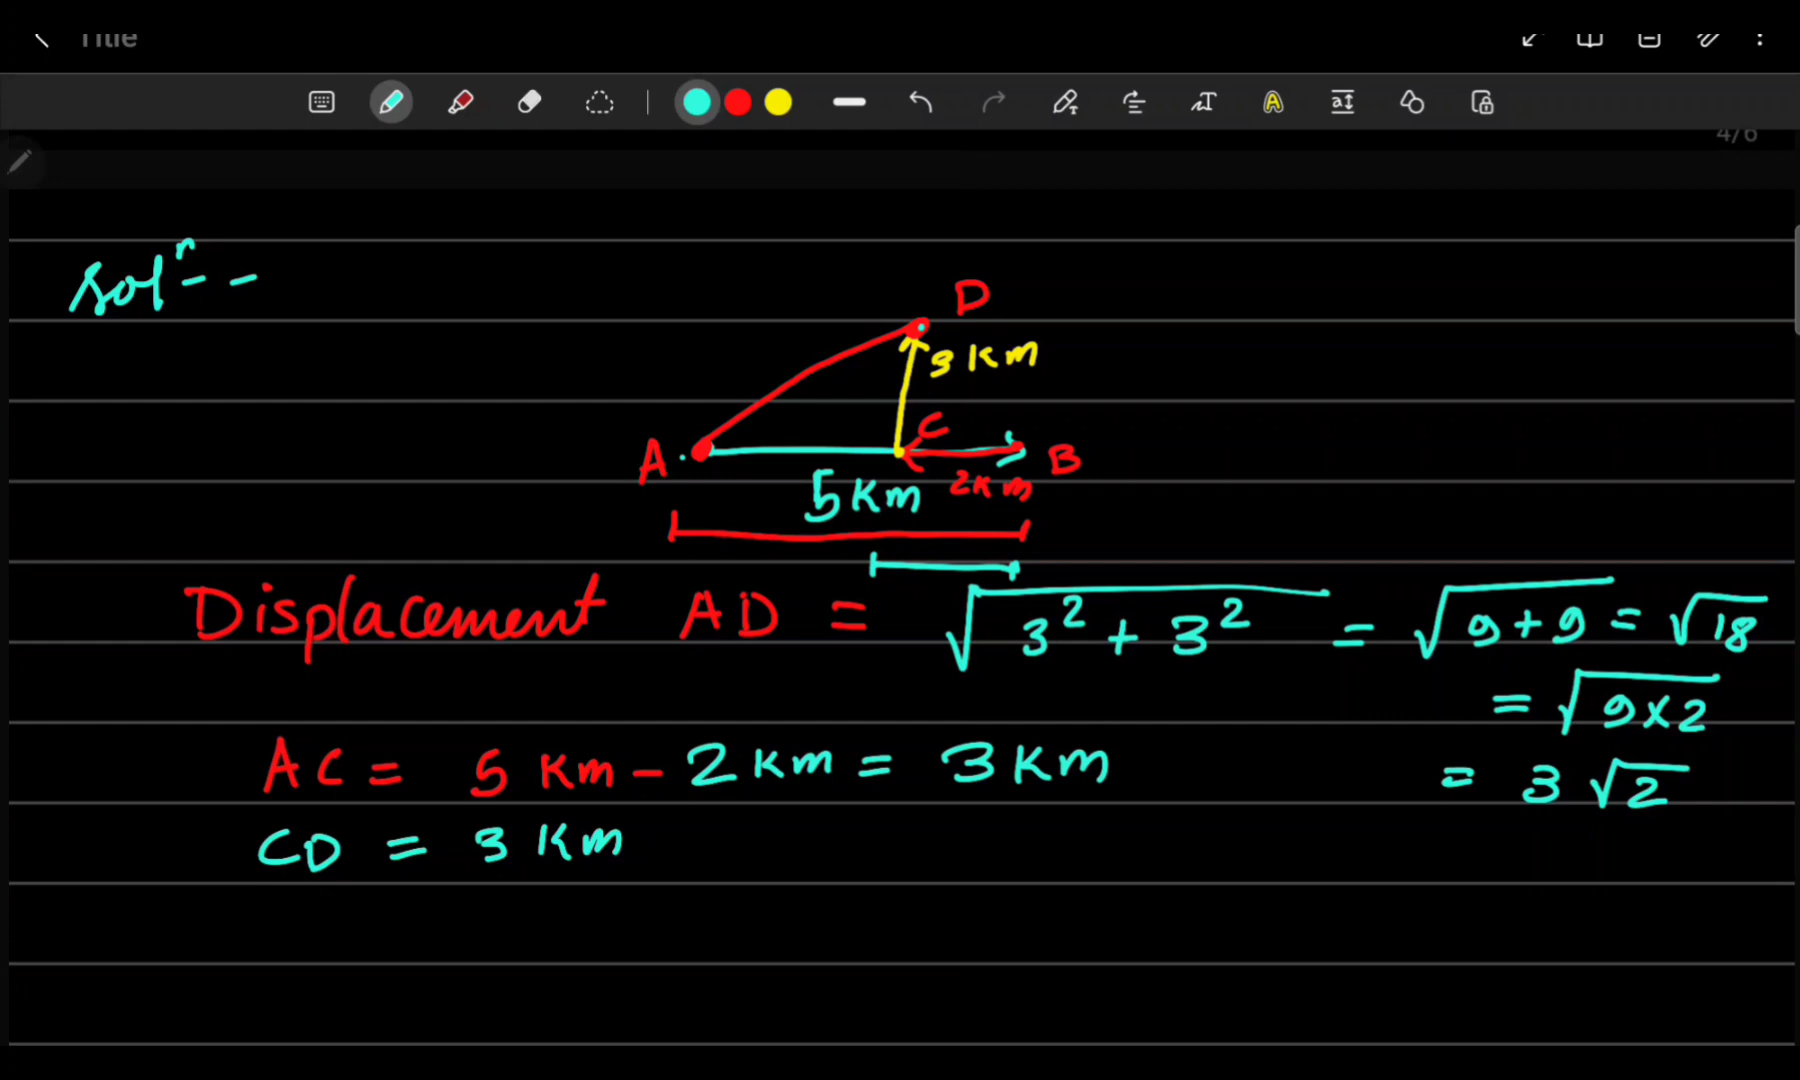 Title
4/6
Solⁿ - -
D
3 Km
C
A
B
5 Km
2 Km
Displacement AD = √3² + 3² = √9+9 = √18
= √9×2
AC = 5 Km - 2 Km = 3 Km
= 3 √2
CD = 3 Km